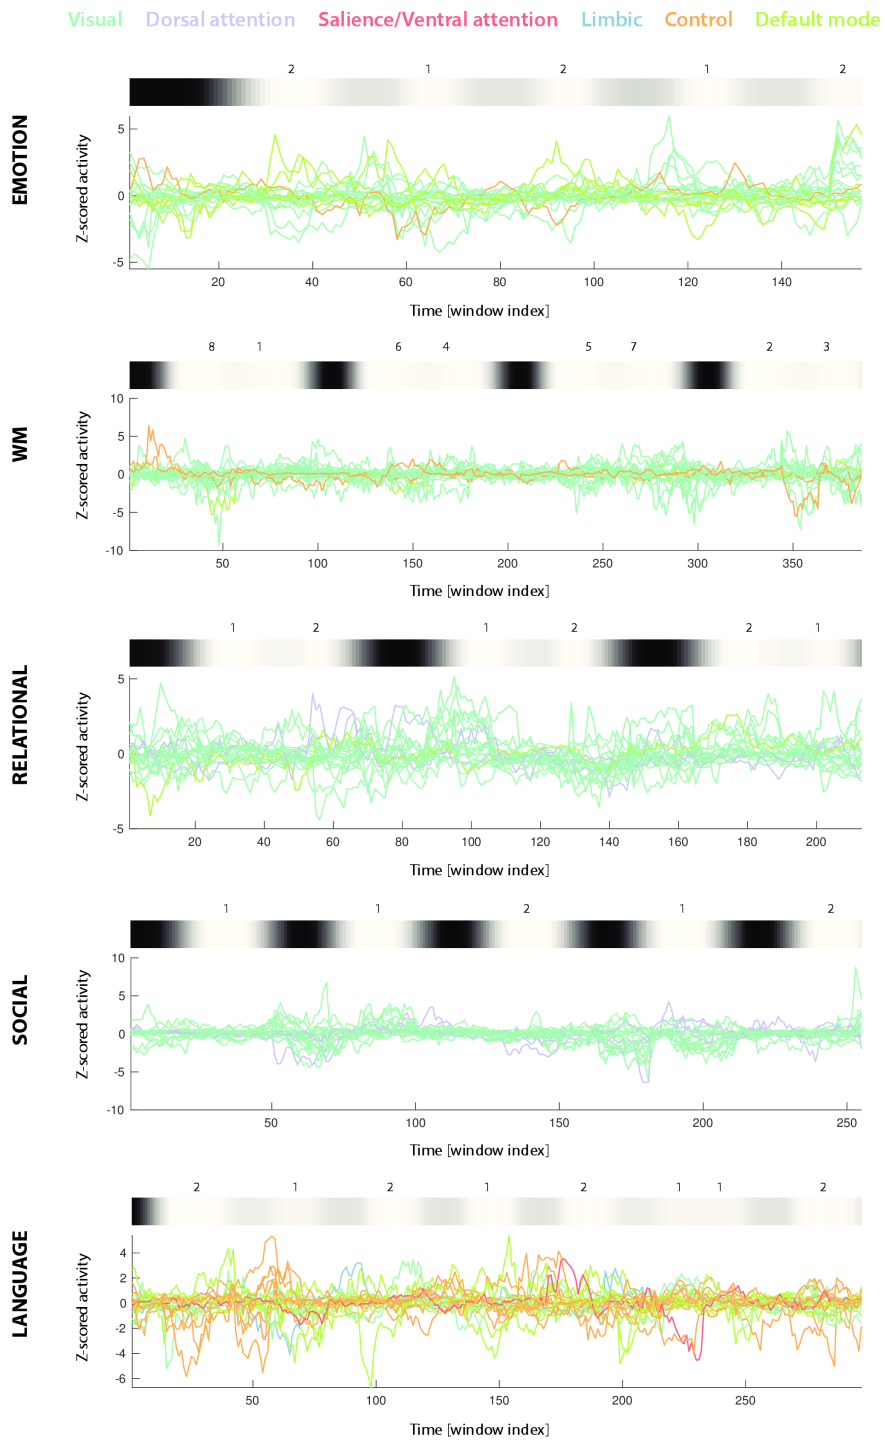 Visual Dorsal attention Salience/Ventral attention Limbic Control Default mode
EMOTION
2 1 2 1 2
Z-scored activity
5
0
-5
20 40 60 80 100 120 140
Time [window index]
WM
8 1 6 4 5 7 2 3
Z-scored activity
10
5
0
-5
-10
50 100 150 200 250 300 350
Time [window index]
RELATIONAL
1 2 1 2 2 1
Z-scored activity
5
0
-5
20 40 60 80 100 120 140 160 180 200
Time [window index]
SOCIAL
1 1 2 1 2
Z-scored activity
10
5
0
-5
-10
50 100 150 200 250
Time [window index]
LANGUAGE
2 1 2 1 2 1 1 2
Z-scored activity
4
2
0
-2
-4
-6
50 100 150 200 250
Time [window index]